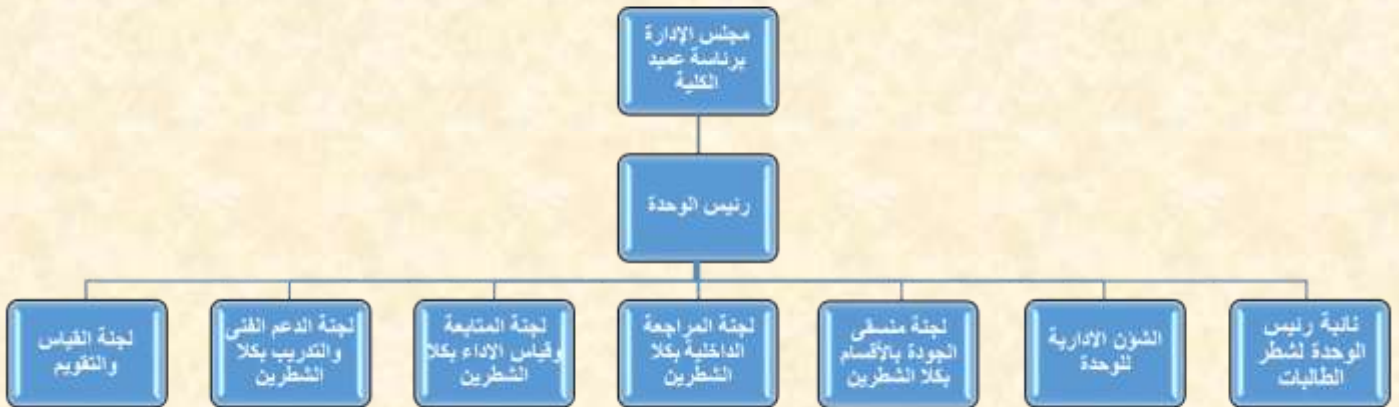 مجلس الإدارة
برئاسة عميد
الكلية
رئيس الوحدة
نائبة رئيس
الوحدة لشطر
الطالبات
الشؤن الادارية
للوحدة
لجنة منسقى
الجودة بالأقسام
بكلا الشطرين
لجنة المراجعة
الداخلية بكلا
الشطرين
لجنة المتابعة
وقياس الاداء بكلا
الشطرين
لجنة الدعم الفنى
والتدريب بكلا
الشطرين
لجنة القياس
والتقويم